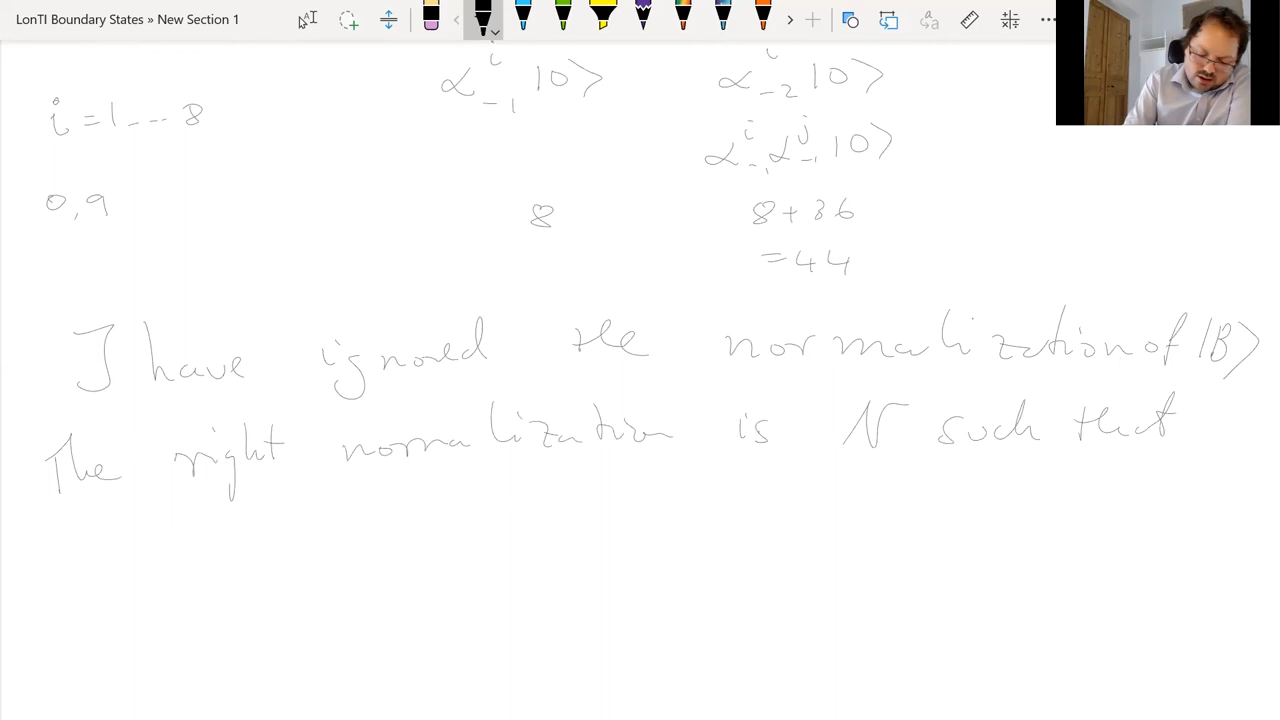 LonTI Boundary States » New Section 1
α^i_{-1} |0> α^i_{-2} |0>
i = 1 --- 8
α^i_{-1} α^j_{-1} |0>
0, 9
8 8 + 36
= 44
I have ignored the normalization of |B>
The right normalization is N such that